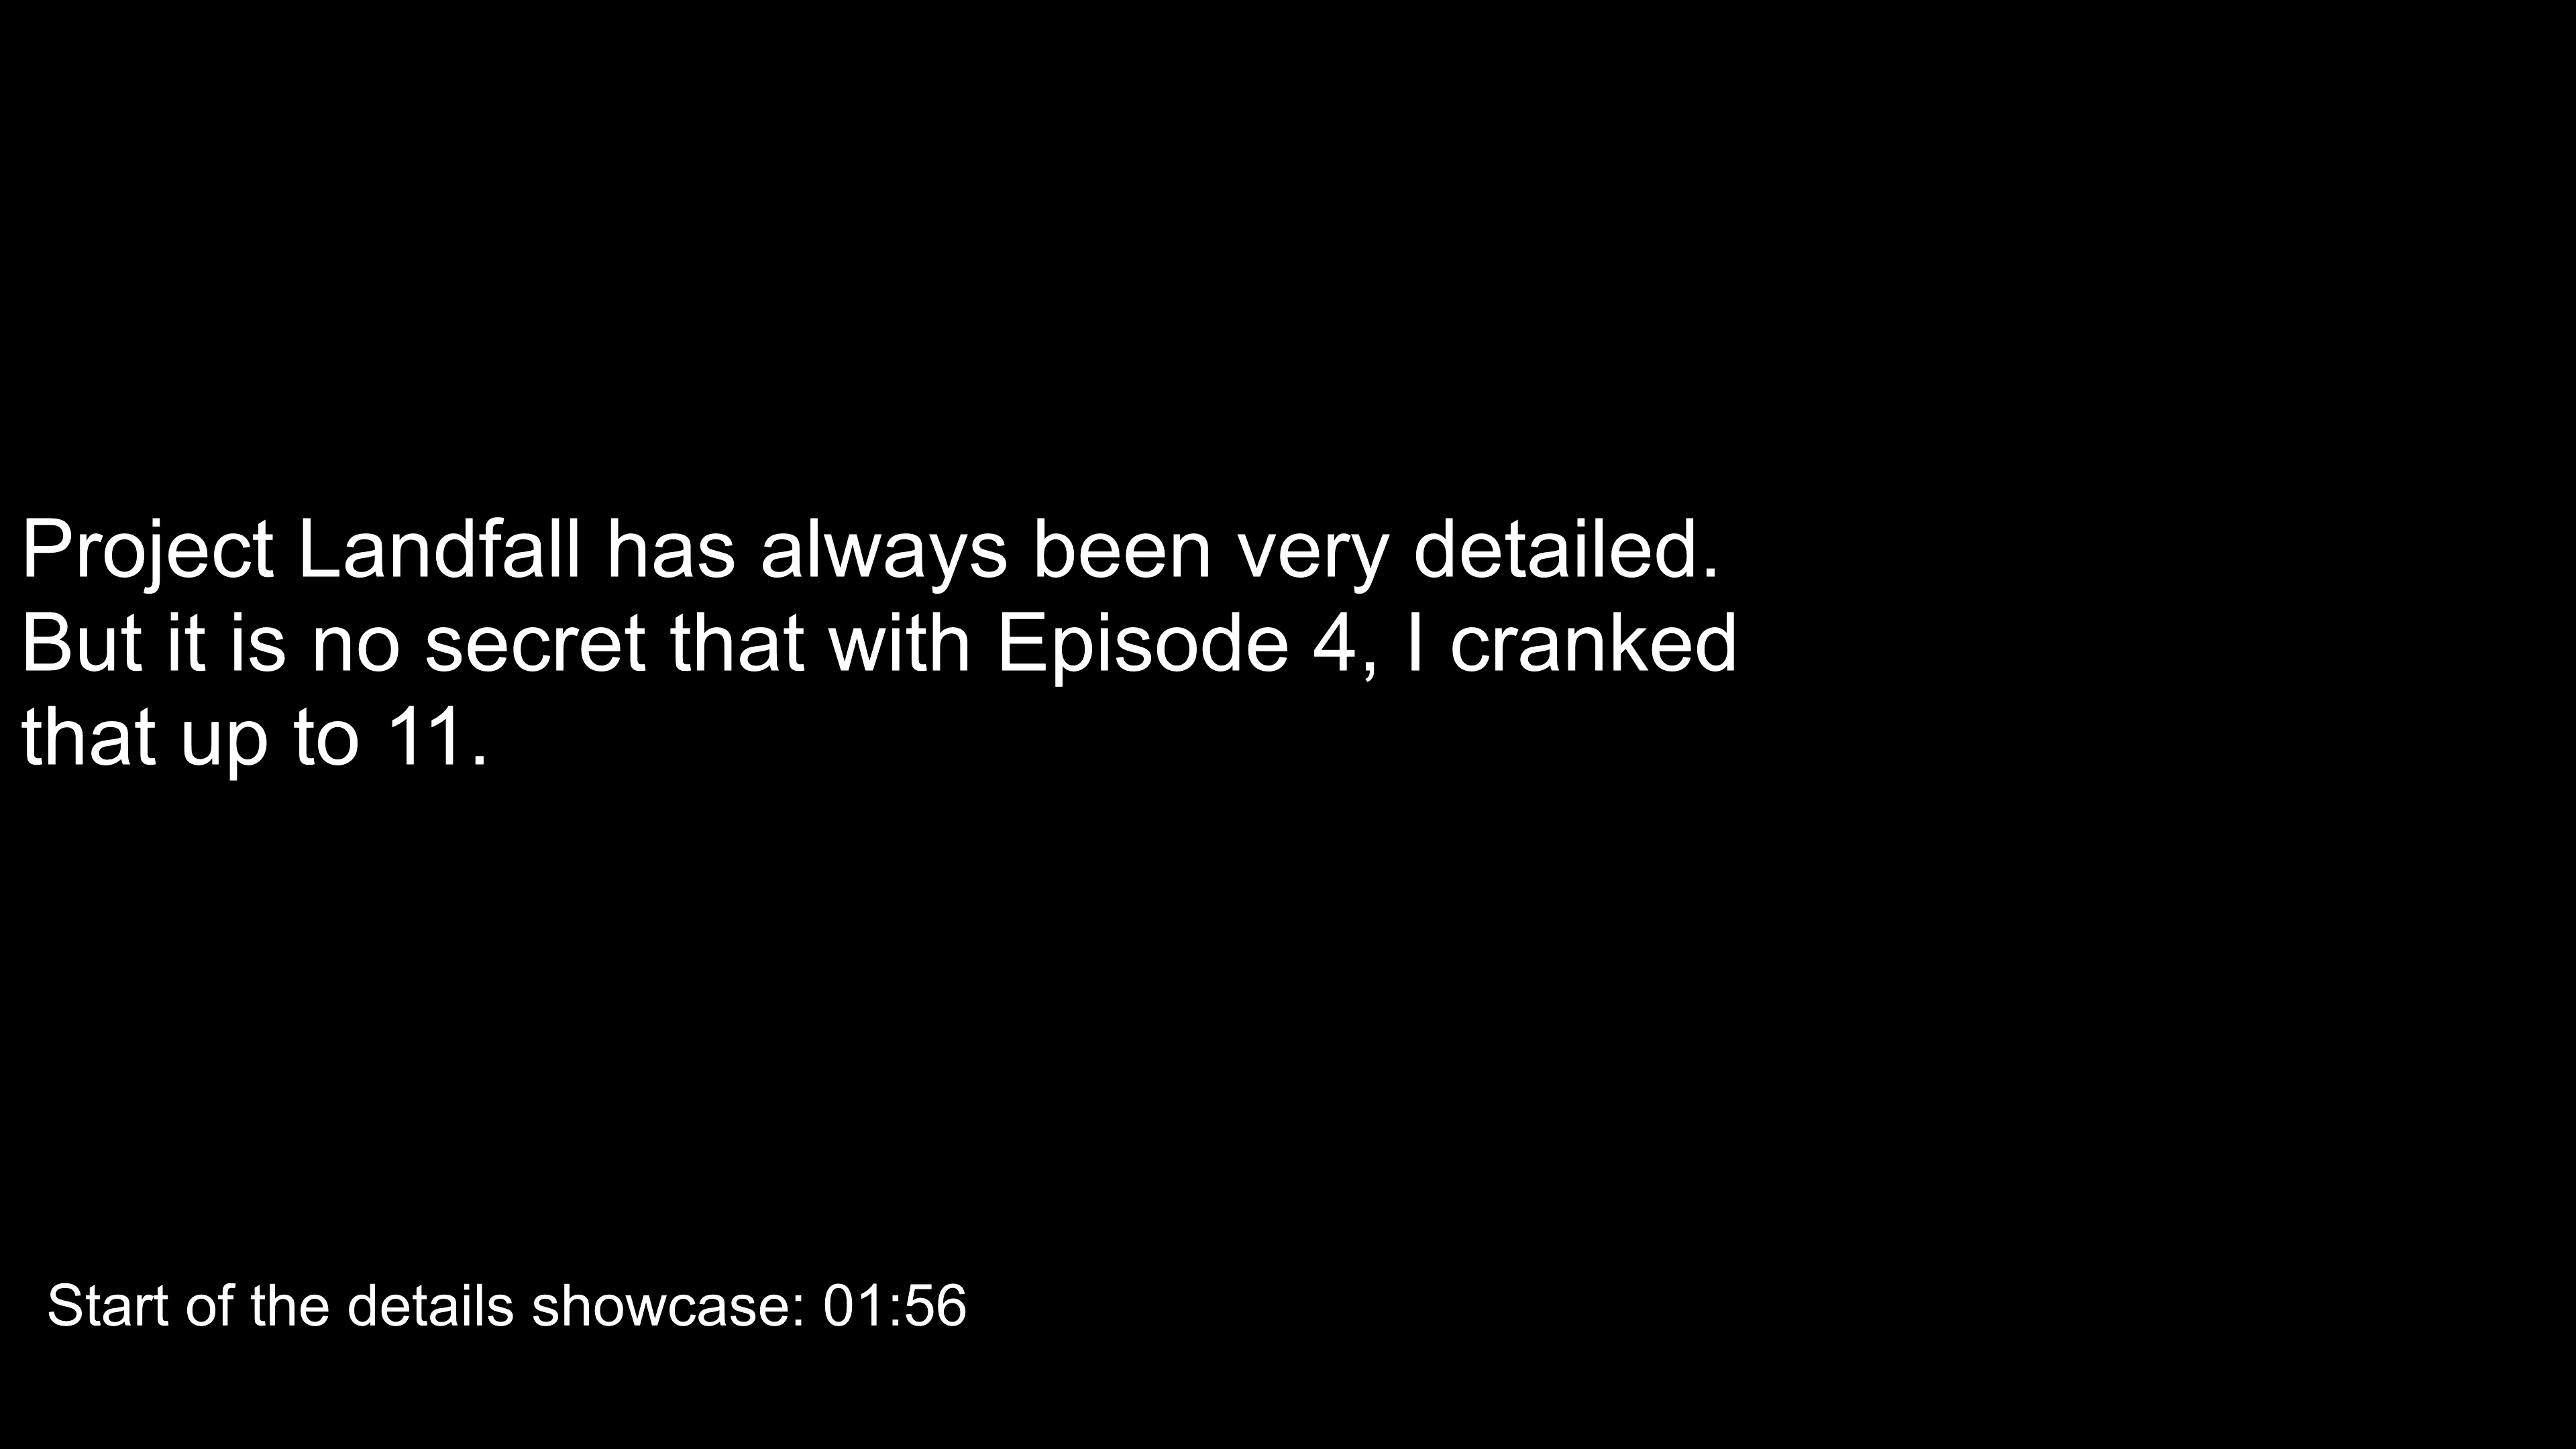 Project Landfall has always been very detailed.
But it is no secret that with Episode 4, I cranked
that up to 11.
Start of the details showcase: 01:56